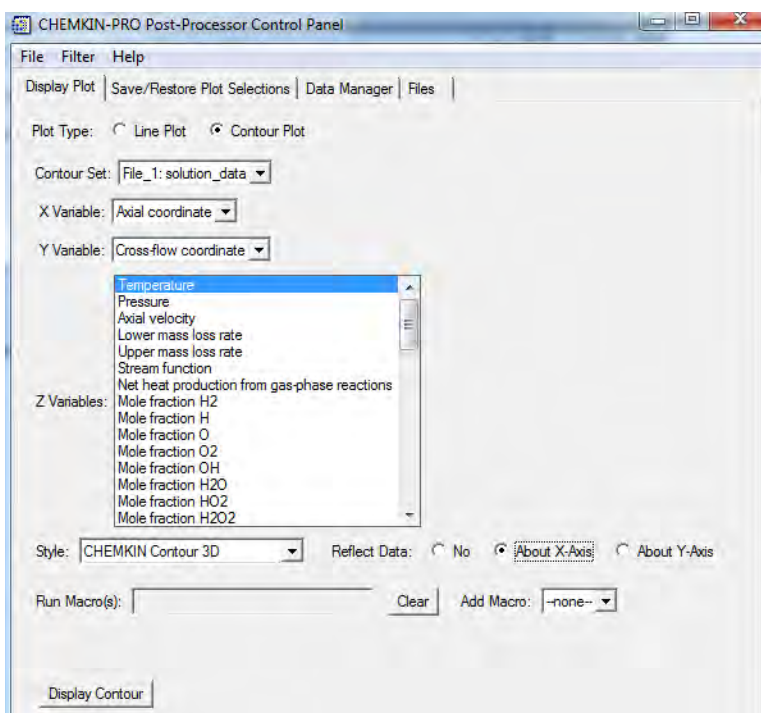 CHEMKIN-PRO Post-Processor Control Panel
File Filter Help
Display Plot Save/Restore Plot Selections Data Manager Files
Plot Type: Line Plot Contour Plot
Contour Set: File_1: solution_data
X Variable: Axial coordinate
Y Variable: Cross-flow coordinate
Z Variables:
Temperature
Pressure
Axial velocity
Lower mass loss rate
Upper mass loss rate
Stream function
Net heat production from gas-phase reactions
Mole fraction H2
Mole fraction H
Mole fraction O
Mole fraction O2
Mole fraction OH
Mole fraction H2O
Mole fraction HO2
Mole fraction H2O2
Style: CHEMKIN Contour 3D Reflect Data: No About X-Axis About Y-Axis
Run Macro(s): Clear Add Macro: --none--
Display Contour